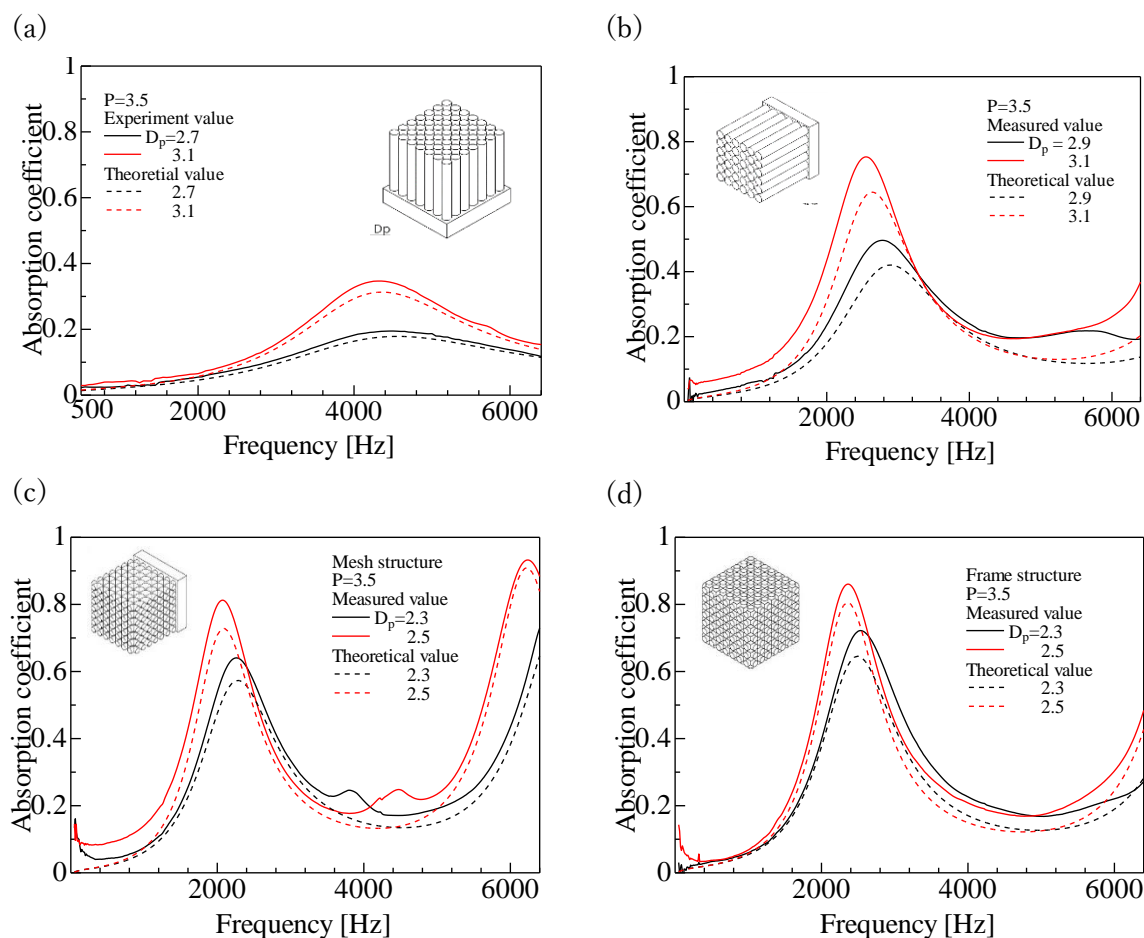 (a)
1
0.8
0.6
0.4
0.2
0
Absorption coefficient
P=3.5
Experiment value
Dp=2.7
3.1
Theoretial value
2.7
3.1
Dp
500 2000 4000 6000
Frequency [Hz]
(b)
1
0.8
0.6
0.4
0.2
0
Absorption coefficient
P=3.5
Measured value
Dp = 2.9
3.1
Theoretical value
2.9
3.1
2000 4000 6000
Frequency [Hz]
(c)
1
0.8
0.6
0.4
0.2
0
Absorption coefficient
Mesh structure
P=3.5
Measured value
Dp=2.3
2.5
Theoretical value
2.3
2.5
2000 4000 6000
Frequency [Hz]
(d)
1
0.8
0.6
0.4
0.2
0
Absorption coefficient
Frame structure
P=3.5
Measured value
Dp=2.3
2.5
Theoretical value
2.3
2.5
2000 4000 6000
Frequency [Hz]